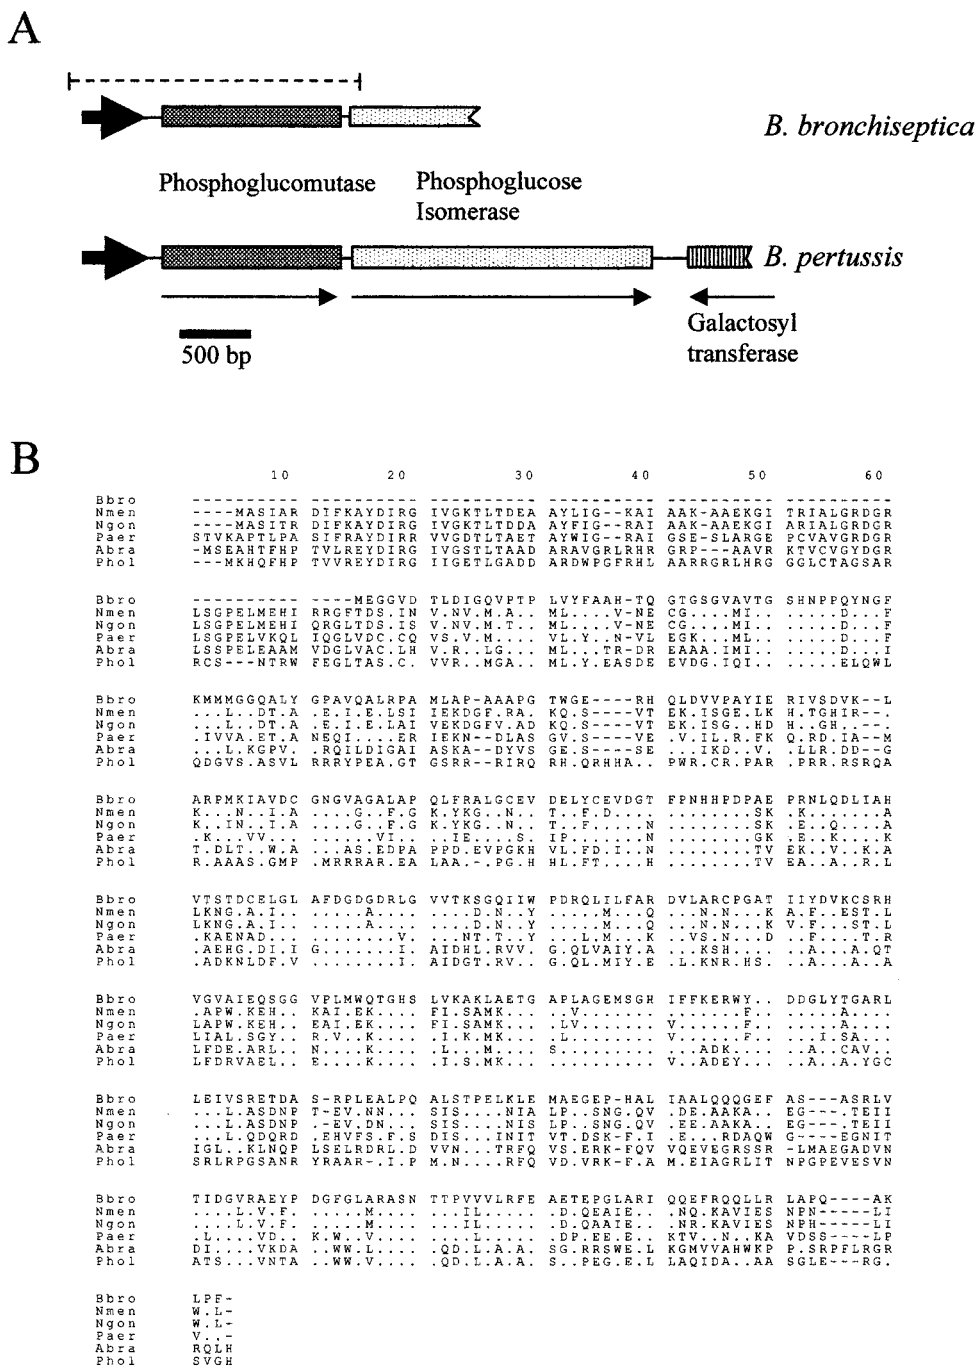 A
B. bronchiseptica
Phosphoglucomutase Phosphoglucose
Isomerase
B. pertussis
Galactosyl
transferase
500 bp
B
10 20 30 40 50 60
Bbro ---------- ---------- ---------- ---------- ---------- ----------
Nmen ----MASIAR DIFKAYDIRG IVGKTLTDEA AYLIG--KAI AAK-AAEKGI TRIALGRDGR
Ngon ----MASITR DIFKAYDIRG IVGKTLTDDA AYFIG--RAI AAK-AAEKGI ARIALGRDGR
Paer STVKAPTLPA SIFRAYDIRR VVGDTLTAET AYWIG--RAI GSE-SLARGE PCVAVGRDGR
Abra -MSEAHTFHP TVLREYDIRG IVGSTLTAAD ARAVGRLRHR GRP--AAVR KTVCVGYDGR
Phol ---MKHQFHP TVVREYDIRG IIGETLGADD ARDWPGFRHL AARRGRLHRG GGLCTAGSAR
Bbro ---------- ----MEGGVD TLDIGQVPTP LVYFAAH-TQ GTGSGVAVTG SHNPPQYNGF
Nmen LSGPELMEHI RRGFTDS.IN V.NV.M.A.. ML....V-NE CG....MI.. .....D...F
Ngon LSGPELMEHI QRGLTDS.IS V.NV.M.T.. ML....V-NE CG....MI.. .....D...F
Paer LSGPELVKQL IQGLVDC.CQ VS.V.M.... VL.Y..N-VL EGK...ML.. .....D...F
Abra LSSPELEAAM VDGLVACLH V.R..LG... ML...TR-DR EAAA.IM.. .....D....
Phol RCS---NTRW FEGLTAS.C. VVR..MGA.. ML.Y.EASDE EVDG.IQI.. .....ELQWL
Bbro KMMMGGQALY GPAVQALRPA MLAP-AAAPG TWGE----RH QLDVVPAYIE RIVSDVK--L
Nmen ...L..DT.A .E.I.E.LSI IEKDGF.RA. KQ.S----VT EK.ISGE.LK H.TGHIR--.
Ngon ...L..DT.A .E.I.E.LAI VEKDGFV.AD KQ.S----VT EK.ISG..HD H..GH.--..
Paer .IVVA.ET.A NEQI....ER IEKN-DLASG GV.S----VE .V.IL.R.FK Q.RD.IA--M
Abra ...L.KGPV. .RQILDIGAI ASKA--DYVS GE.S----SE ...IKD..V. .LLR.DD--G
Phol QDGVS.ASVL RRRYPEA.GT GSRR--RIRQ RH.QRHHA.. PWR.CR.PAR .PRR.RSRQA
Bbro ARPMKIAVDC GNGVAGALAP QLFRALGCEV DELYCEVDGT FPNHHPDPAE PRNLQDLIAH
Nmen K...N..I.A ....G..F.G K.YKG..N.. T..F.D.... ........SK .K.......A
Ngon K..IN..I.A ....G..F.G K.YKG..N.. T..F.....N ........SK .E..Q....A
Paer .K...VV... .....VI... .I..E...S. IP.......N ........GK .E..K....K
Abra T.DLT..W.A ...AS.EDPA PPD.EVPGKH VL.FD.I..N ........TV EK..V..K.A
Phol R.AAAS.GMP .MRRRAR.EA LAA.-.PG.H HL.FT....H ........TV EA..A..R.L
Bbro VTSTDCELGL AFDGDGDRLG VVTKSGQIIW PDRQLILFAR DVLARCPGAT IIYDVKCSRH
Nmen LKNG.A.I.. ......A... .....D.N..Y ....M...Q ...N.N...K A.F..EST.L
Ngon LKNG.A.I.. ......A... .....D.N..Y ....M...Q ...N.N...K V.F...ST.L
Paer .KAENAD... ........V. ...NT.T..Y ...L.M...K ..VS.N...D ...F...T.R
Abra .AEHG.D.I.I G......... AIDHL.RVV. G.QLVAIY.A ...KSH.... ...A...AQT
Phol .ADKNLDF.V ........I. AIDGT.RV.. G.QL.MIY.E .L.KNR.HS. ..A...S..A
Bbro VGVAIEQSGG VPLMWQTGHS LVKAKLAETG APLAGEMSGH IFFKERWY.. DDGLYTGARL
Nmen .APW.KEH.. KAI.EK.... FI.SAMK... ..V....... .......F.. .....A....
Ngon LAPW.KEH.. EAI.EK.... FI.SAMK... .LV....... V......F.. .....A....
Paer LIAL.SGY.. R.V..K.... .I.K.MK... .L........ V......F.. ....I.SA...
Abra LFDE.ARL.. N.....K... .L...M.... S......... ...ADK.... ...A..CAV..
Phol LFDRVAEL.. E.....K... .I.S.MK... .......... V..ADEY... ...A..A.YGC
Bbro LEIVSRETDA S-RPLEALPQ ALSTPELKLE MAEGEP-HAL IAALQQQGEF AS---ASRLV
Nmen ...L.ASDNP T-EV.NN... SIS....NIA LP..SNG.QV .DE.AAKA.. EG---.TEII
Ngon ...L.ASDNP .-EV.DN... SIS....NIS LP..SNG.QV .EE.AAKA.. EG---.TEII
Paer ...L.QDQRD .EHVFS.F.S DIS...INIT VT.DSK-F.I .E...RDAQW G----EGNIT
Abra IGL..KLNQP LSELRDRL.D VVN...TRFQ VS.ERK-FQV VQEVEGRSSR -LMAEGADVN
Phol SRLRPGSANR YRAAR-.I.P M.N....RFQ VD.VRK-F.A M.EIAGRLIT NPGPEVESVN
Bbro TIDGVRAEYP DGFGLARASN TTPVVVLRFE AETEPGLARI QQEFRQQLLR LAPQ----AK
Nmen ....L.V.F. .....M.... ....IL.... .D.QEAIE.. .NQ.KAVIES NPN-----LI
Ngon ....L.V.F. .....M.... ....IL.... .D.QAAIE.. .NR.KAVIES NPH-----LI
Paer .L....VD.. K.W..V.... .....L.... .DP.EE.E.. KTV..N..KA VDSS----LP
Abra DI....VKDA ..WW.L.... ..QD.L.A.A. SG.RRSWE.L KGMVVAHWKP P.SRPFLRGR
Phol ATS...VNTA ..WW.V.... ..QD.L.A.A. S..PEG.E.L LAQIDA..AA SGLE---RG.
Bbro LPF-
Nmen W.L-
Ngon W.L-
Paer V..-
Abra RQLH
Phol SVGH